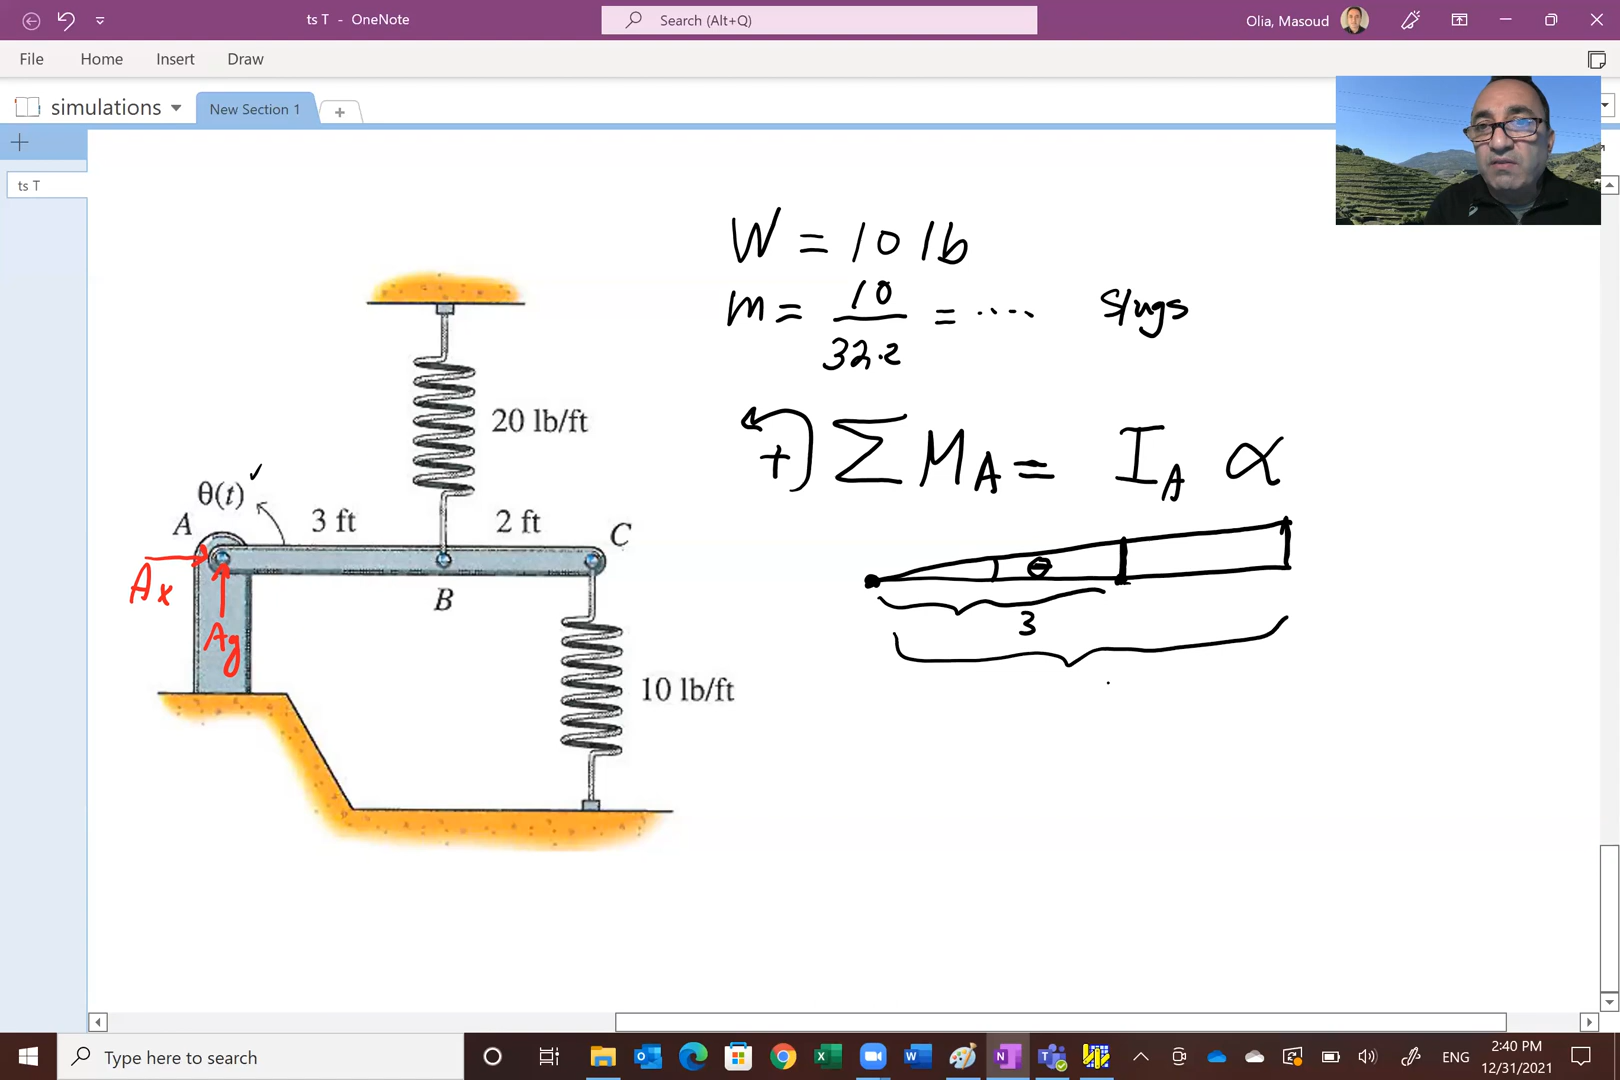 ts T - OneNote
Search (Alt+Q)
Olia, Masoud
File Home Insert Draw
simulations
New Section 1
ts T
W = 10 lb
m = 10 / 32.2 = .... Slugs
+ Σ M A = I A α
20 lb/ft
θ(t) ✓
A
3 ft
2 ft
C
B
Ax
Ay
10 lb/ft
θ
3
Type here to search
ENG
2:40 PM
12/31/2021